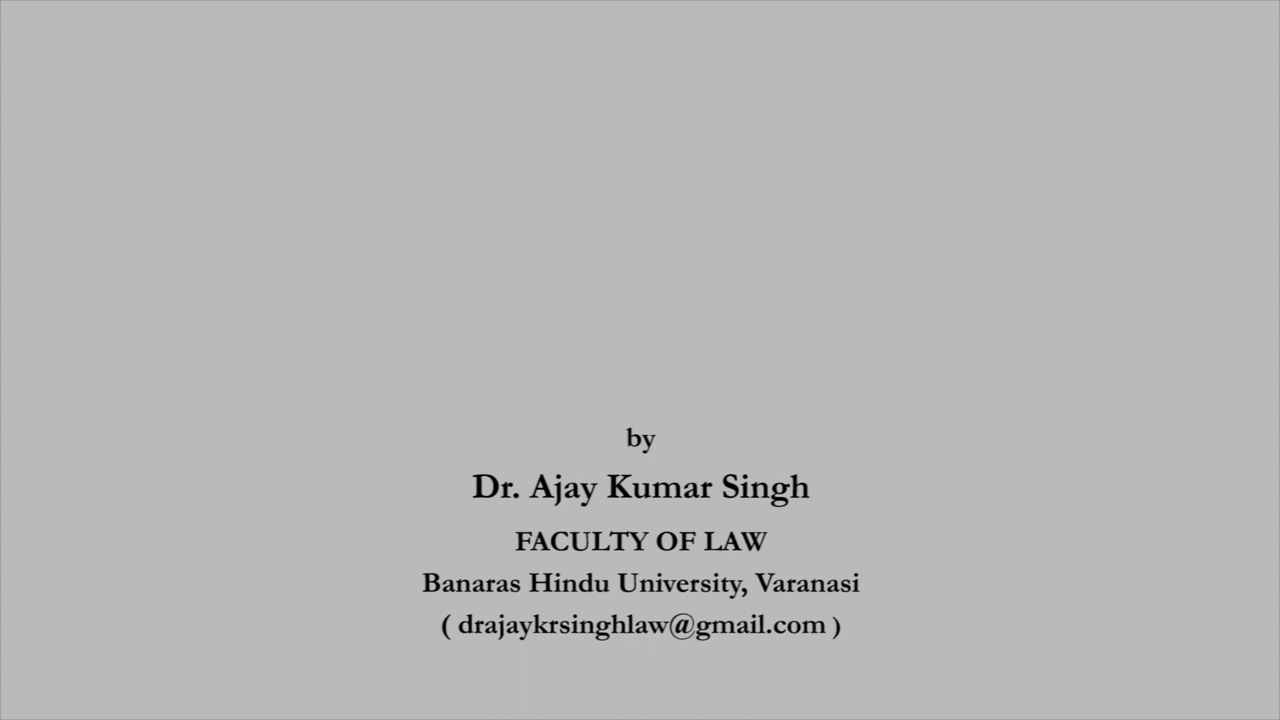 by
Dr. Ajay Kumar Singh
FACULTY OF LAW
Banaras Hindu University, Varanasi
( drajaykrsinghlaw@gmail.com )